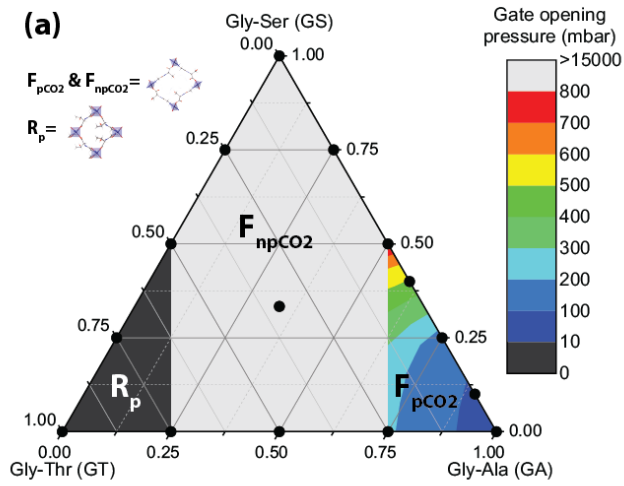 (a)
Gly-Ser (GS)
Gate opening
pressure (mbar)
0.00 1.00
>15000
F_pCO2 & F_npCO2=
800
R_p=
700
0.25 0.75
600
500
F_npCO2
400
0.50 0.50
300
200
100
0.75 0.25
10
R_p F_pCO2
0
1.00 0.00
0.00 0.25 0.50 0.75 1.00
Gly-Thr (GT) Gly-Ala (GA)